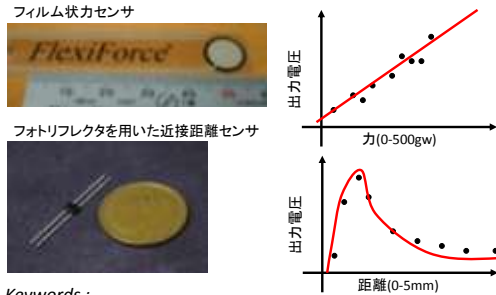 フィルム状力センサ
FlexiForce
出力電圧
力(0-500gw)
フォトリフレクタを用いた近接距離センサ
出力電圧
距離(0-5mm)
Keywords :